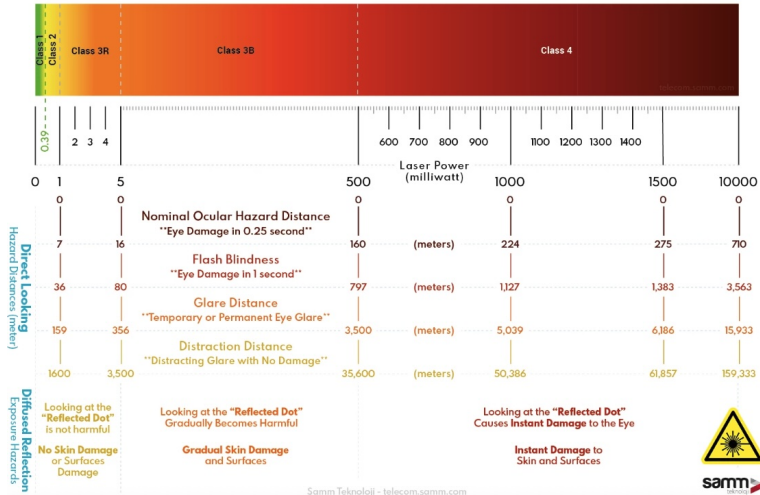 Class 1
Class 2
Class 3R
Class 3B
Class 4
telecom.samm.com
0.39
2 3 4
600 700 800 900
1100 1200 1300 1400
Laser Power
(milliwatt)
0 1 5 500 1000 1500 10000
0 0 0 0 0 0
Nominal Ocular Hazard Distance
**Eye Damage in 0.25 second**
7 16 160 (meters) 224 275 710
Flash Blindness
**Eye Damage in 1 second**
36 80 797 (meters) 1,127 1,383 3,563
Glare Distance
**Temporary or Permanent Eye Glare**
159 356 3,500 (meters) 5,039 6,186 15,933
Distraction Distance
**Distracting Glare with No Damage**
1600 3,500 35,600 (meters) 50,386 61,857 159,333
Direct Looking
Hazard Distances (meter)
Diffused Reflection
Exposure Hazards
Looking at the
“Reflected Dot”
is not harmful
No Skin Damage
or Surfaces
Damage
Looking at the “Reflected Dot”
Gradually Becomes Harmful
Gradual Skin Damage
and Surfaces
Looking at the “Reflected Dot”
Causes Instant Damage to the Eye
Instant Damage to
Skin and Surfaces
samm
teknoloji
Samm Teknoloji - telecom.samm.com